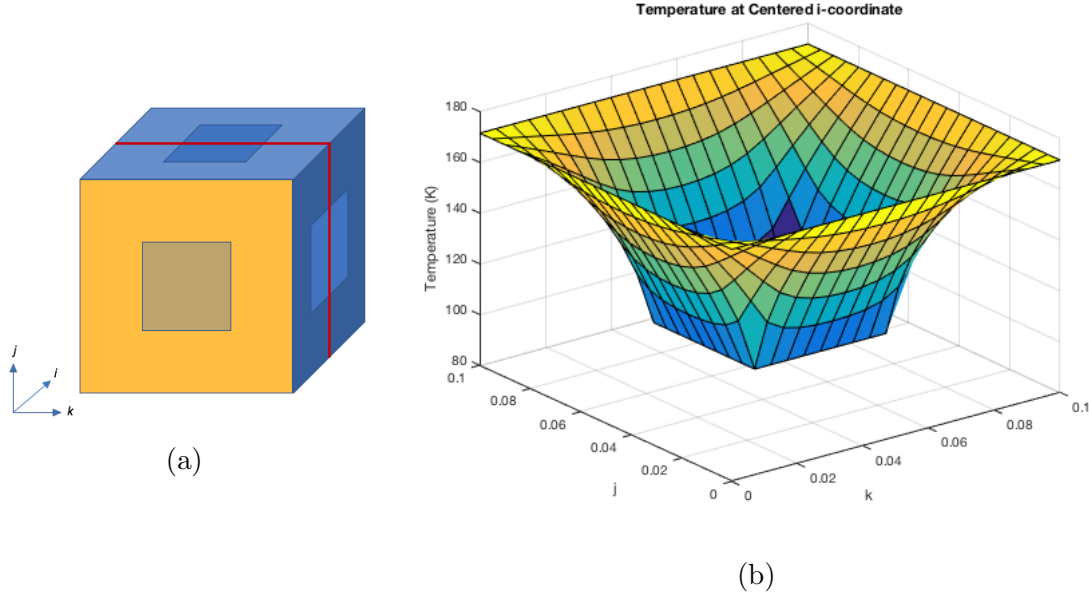 Temperature at Centered i-coordinate
j
i
k
Temperature (K)
180
160
140
120
100
80
0.1
0.08
0.06
0.04
0.02
0
j
0
0.02
0.04
0.06
0.08
0.1
k
(a)
(b)